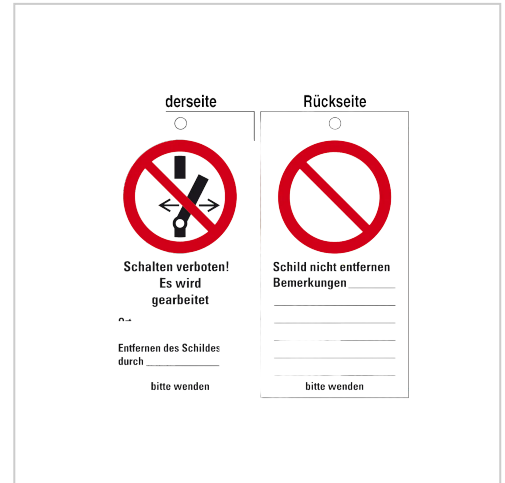 derseite
Rückseite
Schalten verboten!
Es wird
gearbeitet
Entfernen des Schildes
durch
bitte wenden
Schild nicht entfernen
Bemerkungen
bitte wenden